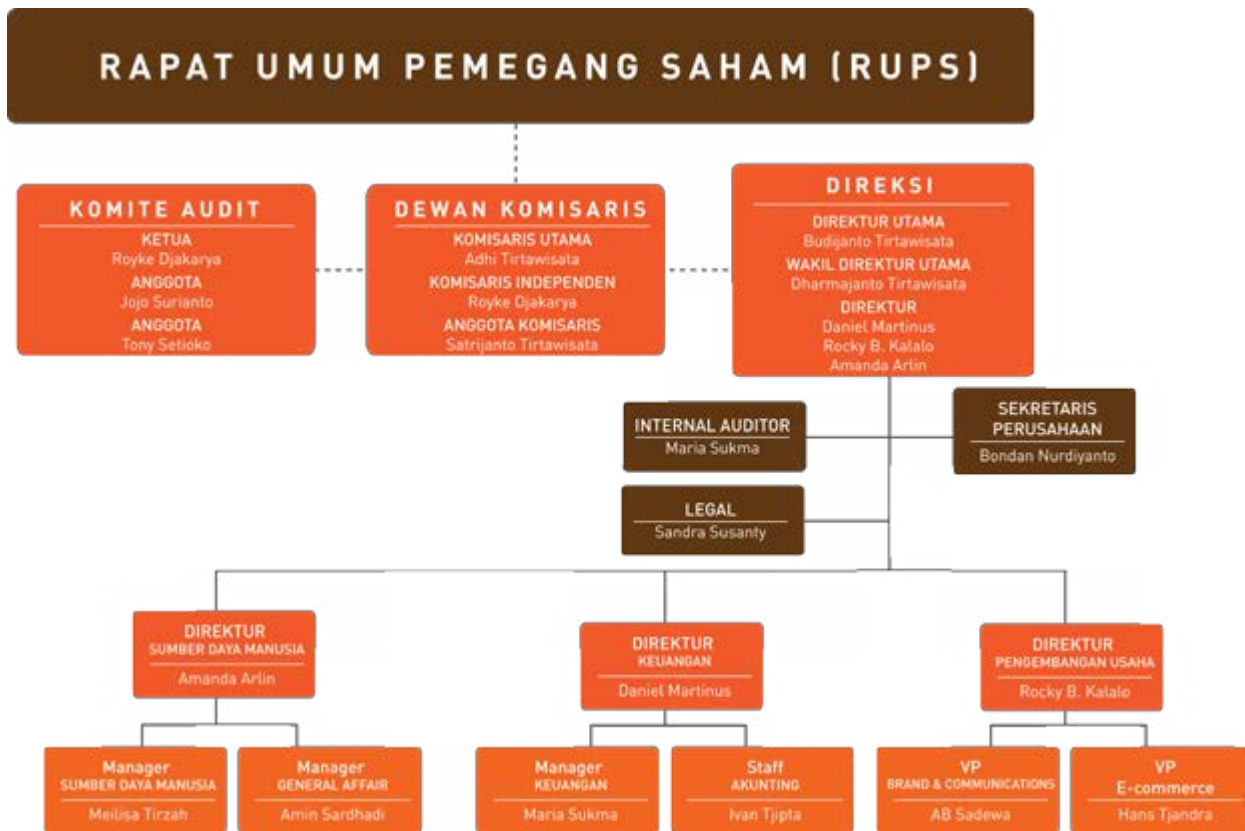 RAPAT UMUM PEMEGANG SAHAM (RUPS)
KOMITE AUDIT
KETUA
Royke Djakarya
ANGGOTA
Jojo Surianto
ANGGOTA
Tony Setioko
DEWAN KOMISARIS
KOMISARIS UTAMA
Adhi Tirtawisata
KOMISARIS INDEPENDEN
Royke Djakarya
ANGGOTA KOMISARIS
Satrijanto Tirtawisata
DIREKSI
DIREKTUR UTAMA
Budijanto Tirtawisata
WAKIL DIREKTUR UTAMA
Dharmajanto Tirtawisata
DIREKTUR
Daniel Martinus
Rocky B. Kalalo
Amanda Arlin
INTERNAL AUDITOR
Maria Sukma
SEKRETARIS
PERUSAHAAN
Bondan Nurdiyanto
LEGAL
Sandra Susanty
DIREKTUR
SUMBER DAYA MANUSIA
Amanda Arlin
DIREKTUR
KEUANGAN
Daniel Martinus
DIREKTUR
PENGEMBANGAN USAHA
Rocky B. Kalalo
Manager
SUMBER DAYA MANUSIA
Meilisa Tirzah
Manager
GENERAL AFFAIR
Amin Sardhadi
Manager
KEUANGAN
Maria Sukma
Staff
AKUNTING
Ivan Tjipta
VP
BRAND & COMMUNICATIONS
AB Sadewa
VP
E-commerce
Hans Tjandra